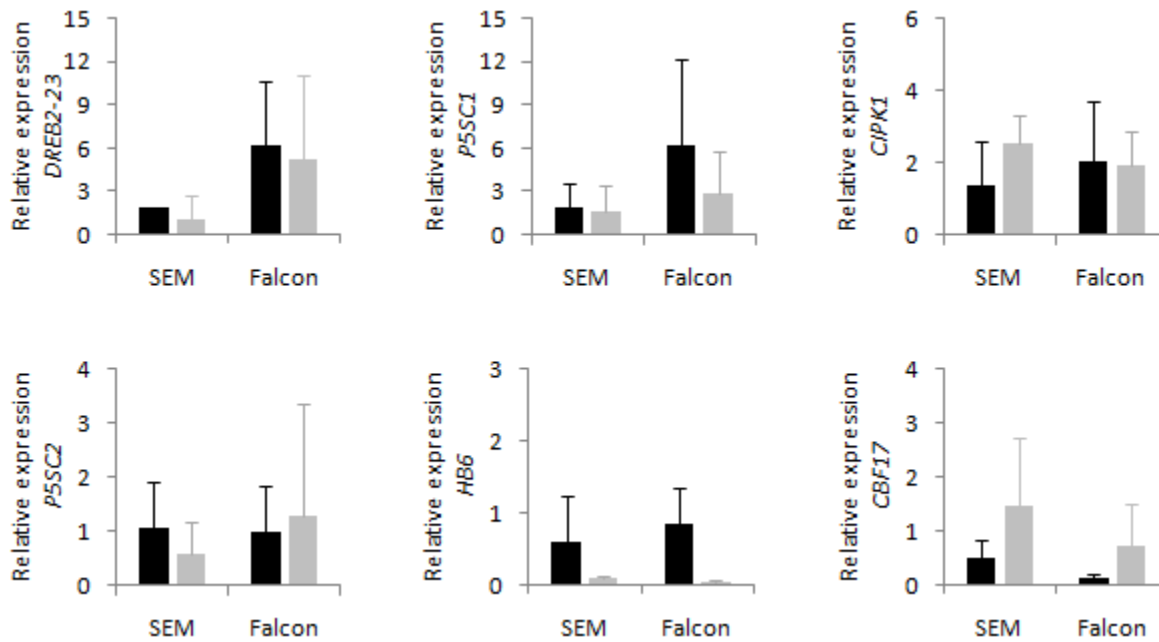 Relative expression
DREB2-23
15
12
9
6
3
0
SEM Falcon
Relative expression
P5SC1
15
12
9
6
3
0
SEM Falcon
Relative expression
CIPK1
6
4
2
0
SEM Falcon
Relative expression
P5SC2
4
3
2
1
0
SEM Falcon
Relative expression
HB6
3
2
1
0
SEM Falcon
Relative expression
CBF17
4
3
2
1
0
SEM Falcon